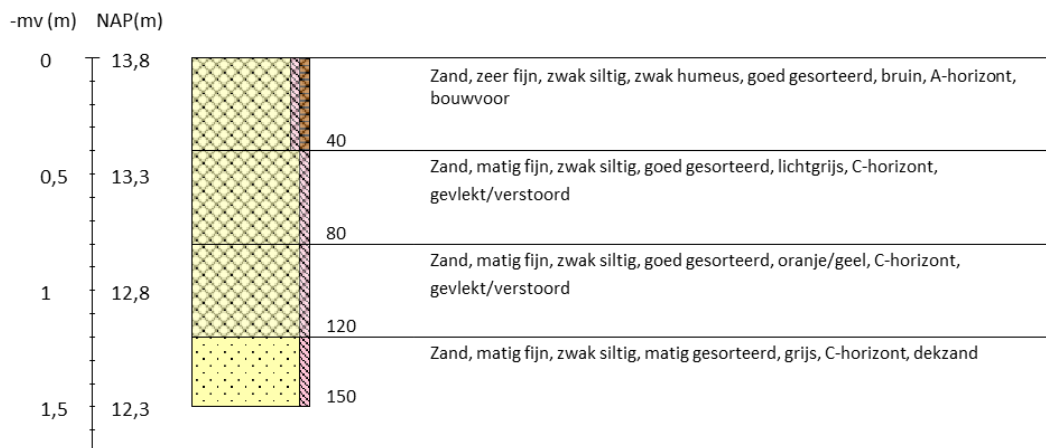 -mv (m) NAP(m)
0 13,8
Zand, zeer fijn, zwak siltig, zwak humeus, goed gesorteerd, bruin, A-horizont,
bouwvoor
40
Zand, matig fijn, zwak siltig, goed gesorteerd, lichtgrijs, C-horizont,
0,5 13,3
gevlekt/verstoord
80
Zand, matig fijn, zwak siltig, goed gesorteerd, oranje/geel, C-horizont,
1 12,8
gevlekt/verstoord
120
Zand, matig fijn, zwak siltig, matig gesorteerd, grijs, C-horizont, dekzand
150
1,5 12,3